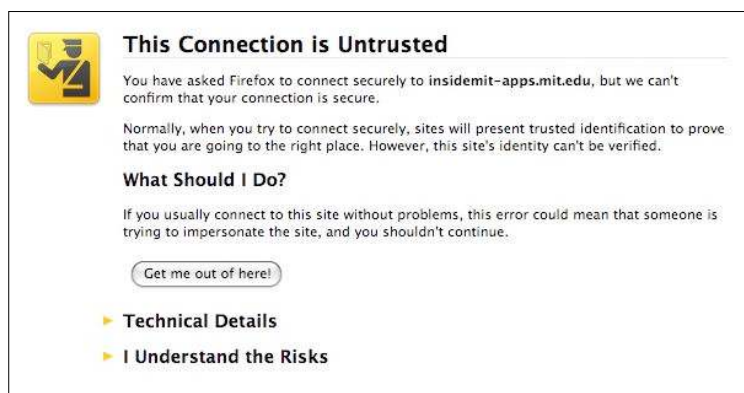 This Connection is Untrusted
You have asked Firefox to connect securely to insidemit-apps.mit.edu, but we can't
confirm that your connection is secure.
Normally, when you try to connect securely, sites will present trusted identification to prove
that you are going to the right place. However, this site's identity can't be verified.
What Should I Do?
If you usually connect to this site without problems, this error could mean that someone is
trying to impersonate the site, and you shouldn't continue.
Get me out of here!
Technical Details
I Understand the Risks